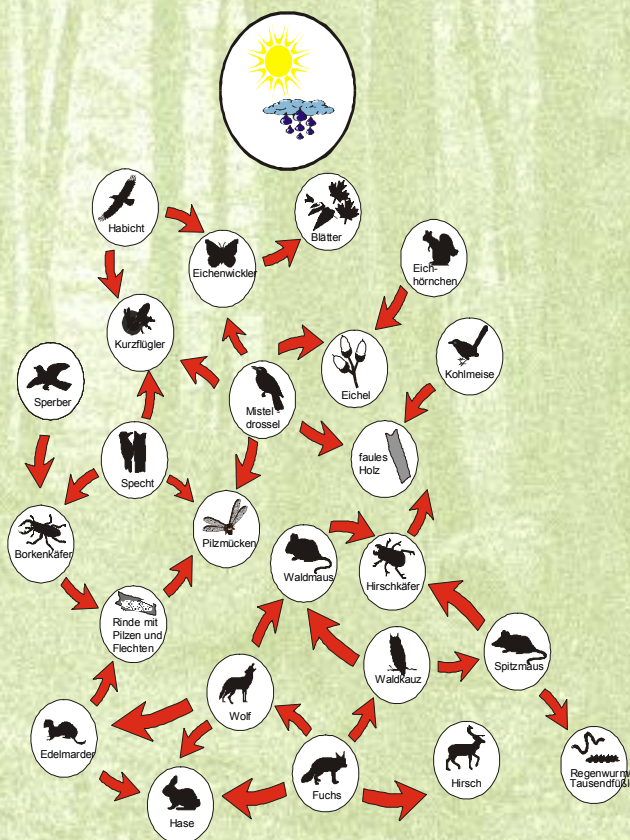 Habicht
Blätter
Eichenwickler
Eich-
hörnchen
Kurzflügler
Kohlmeise
Sperber
Eichel
Mistel
drossel
faules
Holz
Specht
Pilzmücken
Borkenkäfer
Waldmaus
Hirschkäfer
Rinde mit
Pilzen und
Flechten
Spitzmaus
Waldkauz
Wolf
Edelmarder
Hirsch
Regenwurm
Tausendfüßl
Fuchs
Hase